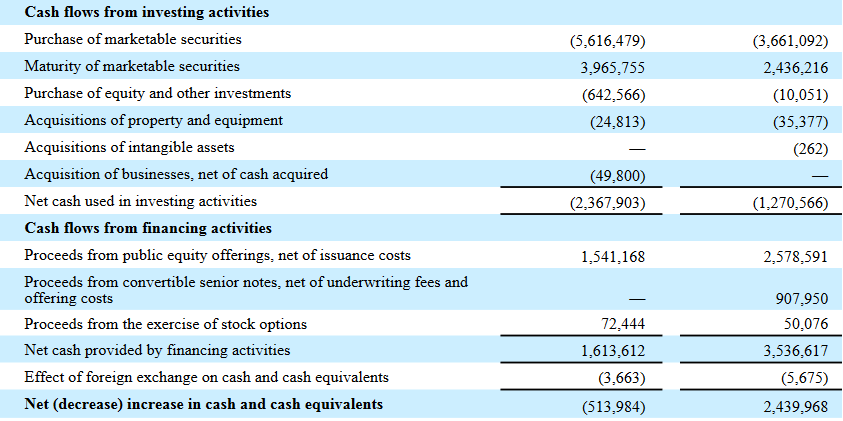 Cash flows from investing activities
Purchase of marketable securities (5,616,479) (3,661,092)
Maturity of marketable securities 3,965,755 2,436,216
Purchase of equity and other investments (642,566) (10,051)
Acquisitions of property and equipment (24,813) (35,377)
Acquisitions of intangible assets — (262)
Acquisition of businesses, net of cash acquired (49,800) —
Net cash used in investing activities (2,367,903) (1,270,566)
Cash flows from financing activities
Proceeds from public equity offerings, net of issuance costs 1,541,168 2,578,591
Proceeds from convertible senior notes, net of underwriting fees and
offering costs — 907,950
Proceeds from the exercise of stock options 72,444 50,076
Net cash provided by financing activities 1,613,612 3,536,617
Effect of foreign exchange on cash and cash equivalents (3,663) (5,675)
Net (decrease) increase in cash and cash equivalents (513,984) 2,439,968